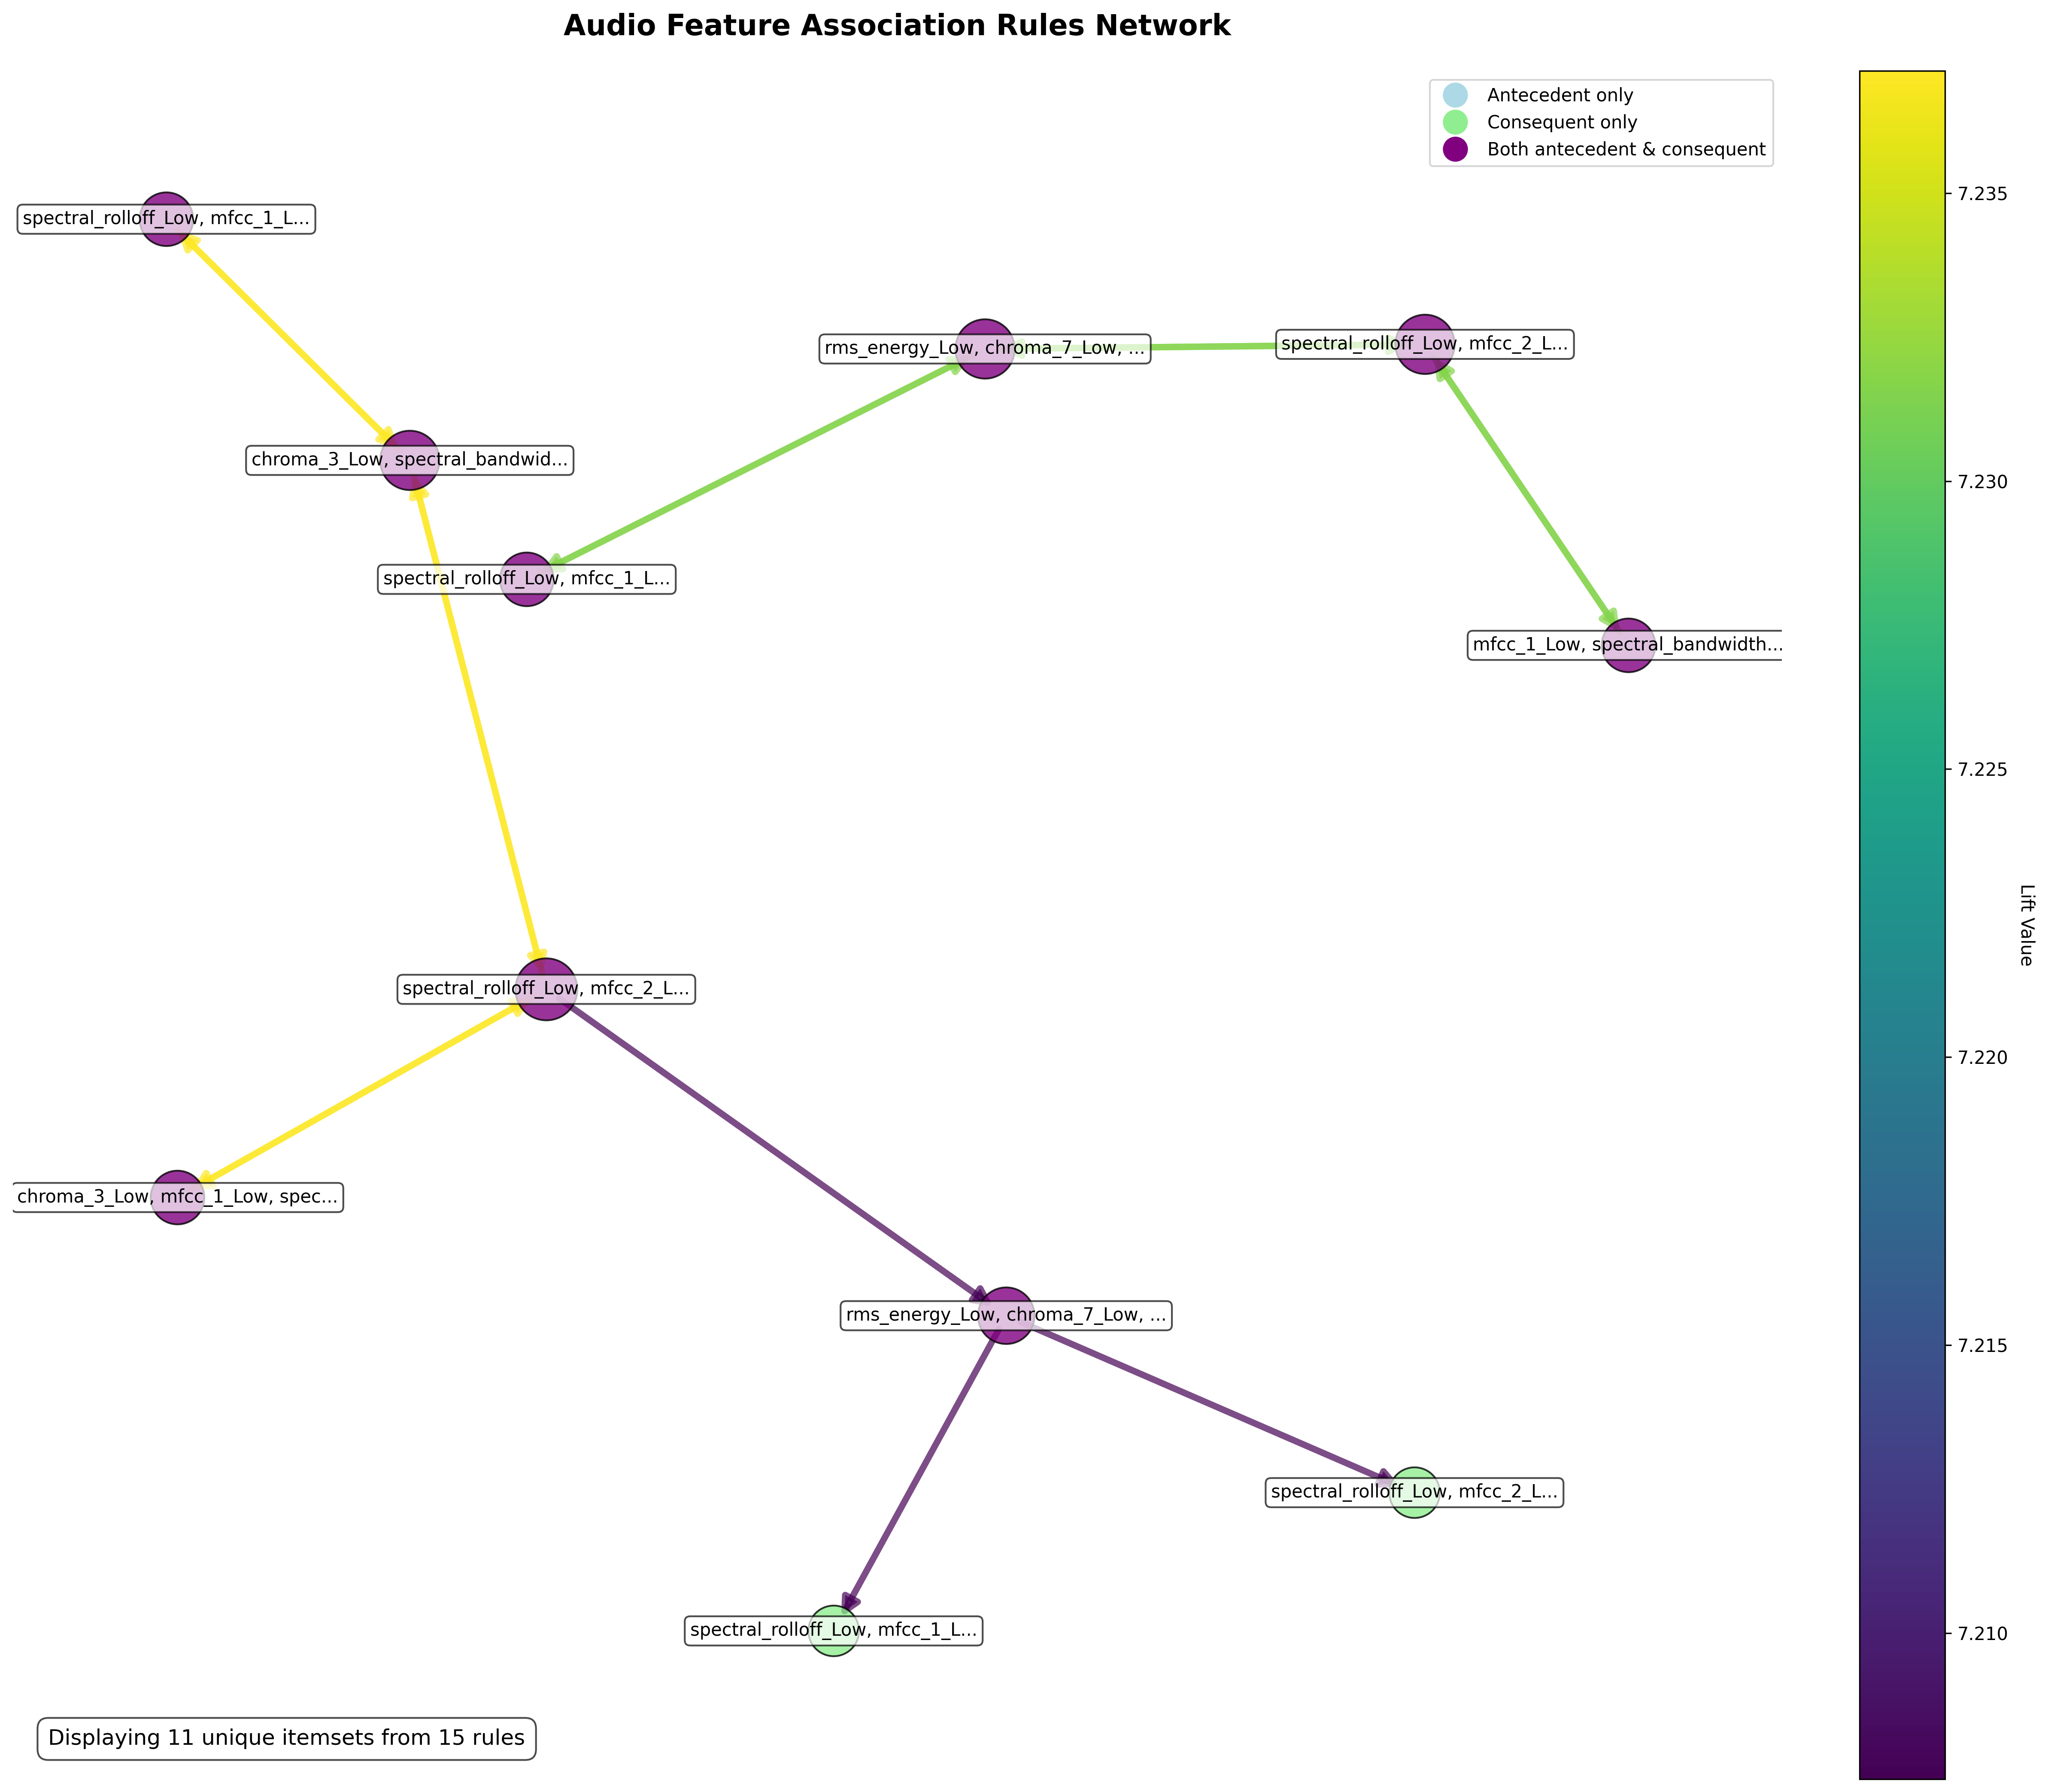 Audio Feature Association Rules Network
Antecedent only
Consequent only
Both antecedent & consequent
spectral_rolloff_Low, mfcc_1_L...
rms_energy_Low, chroma_7_Low, ...
spectral_rolloff_Low, mfcc_2_L...
chroma_3_Low, spectral_bandwid...
spectral_rolloff_Low, mfcc_1_L...
mfcc_1_Low, spectral_bandwidth...
spectral_rolloff_Low, mfcc_2_L...
chroma_3_Low, mfcc_1_Low, spec...
rms_energy_Low, chroma_7_Low, ...
spectral_rolloff_Low, mfcc_2_L...
spectral_rolloff_Low, mfcc_1_L...
Displaying 11 unique itemsets from 15 rules
7.235
7.230
7.225
7.220
7.215
7.210
Lift Value